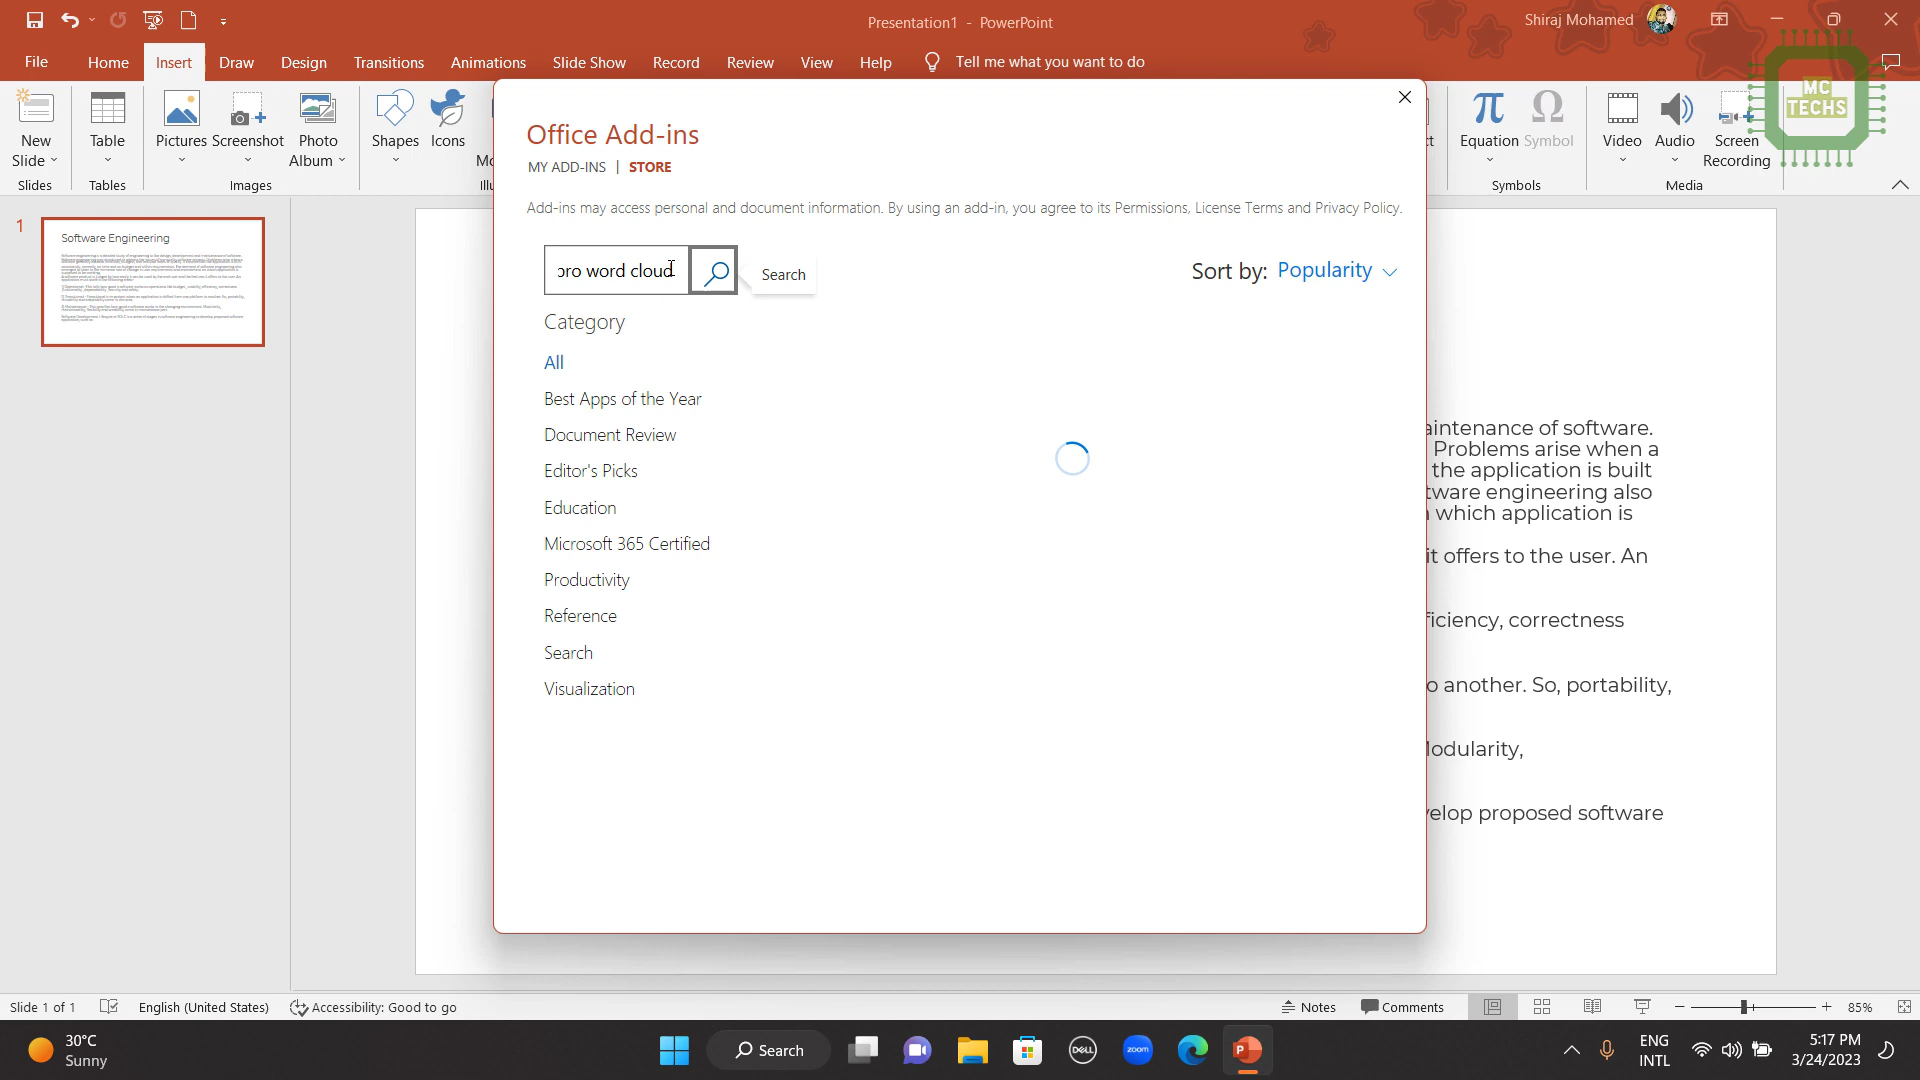 Presentation1 - PowerPoint
Shiraj Mohamed
File
Home
Insert
Draw
Design
Transitions
Animations
Slide Show
Record
Review
View
Help
Tell me what you want to do
MC
TECHS
New
Slide
Table
Pictures
Screenshot
Photo
Album
Shapes
Icons
Equation
Symbol
Video
Audio
Screen
Recording
Slides
Tables
Images
Symbols
Media
Office Add-ins
MY ADD-INS | STORE
Add-ins may access personal and document information. By using an add-in, you agree to its Permissions, License Terms and Privacy Policy.
pro word cloud
Search
Sort by: Popularity
Category
All
Best Apps of the Year
Document Review
Editor's Picks
Education
Microsoft 365 Certified
Productivity
Reference
Search
Visualization
1
Software Engineering
aintenance of software.
Problems arise when a
the application is built
tware engineering also
which application is
it offers to the user. An
ficiency, correctness
o another. So, portability,
Modularity,
velop proposed software
Slide 1 of 1
English (United States)
Accessibility: Good to go
Notes
Comments
85%
30°C
Sunny
Search
DELL
zoom
ENG
INTL
5:17 PM
3/24/2023